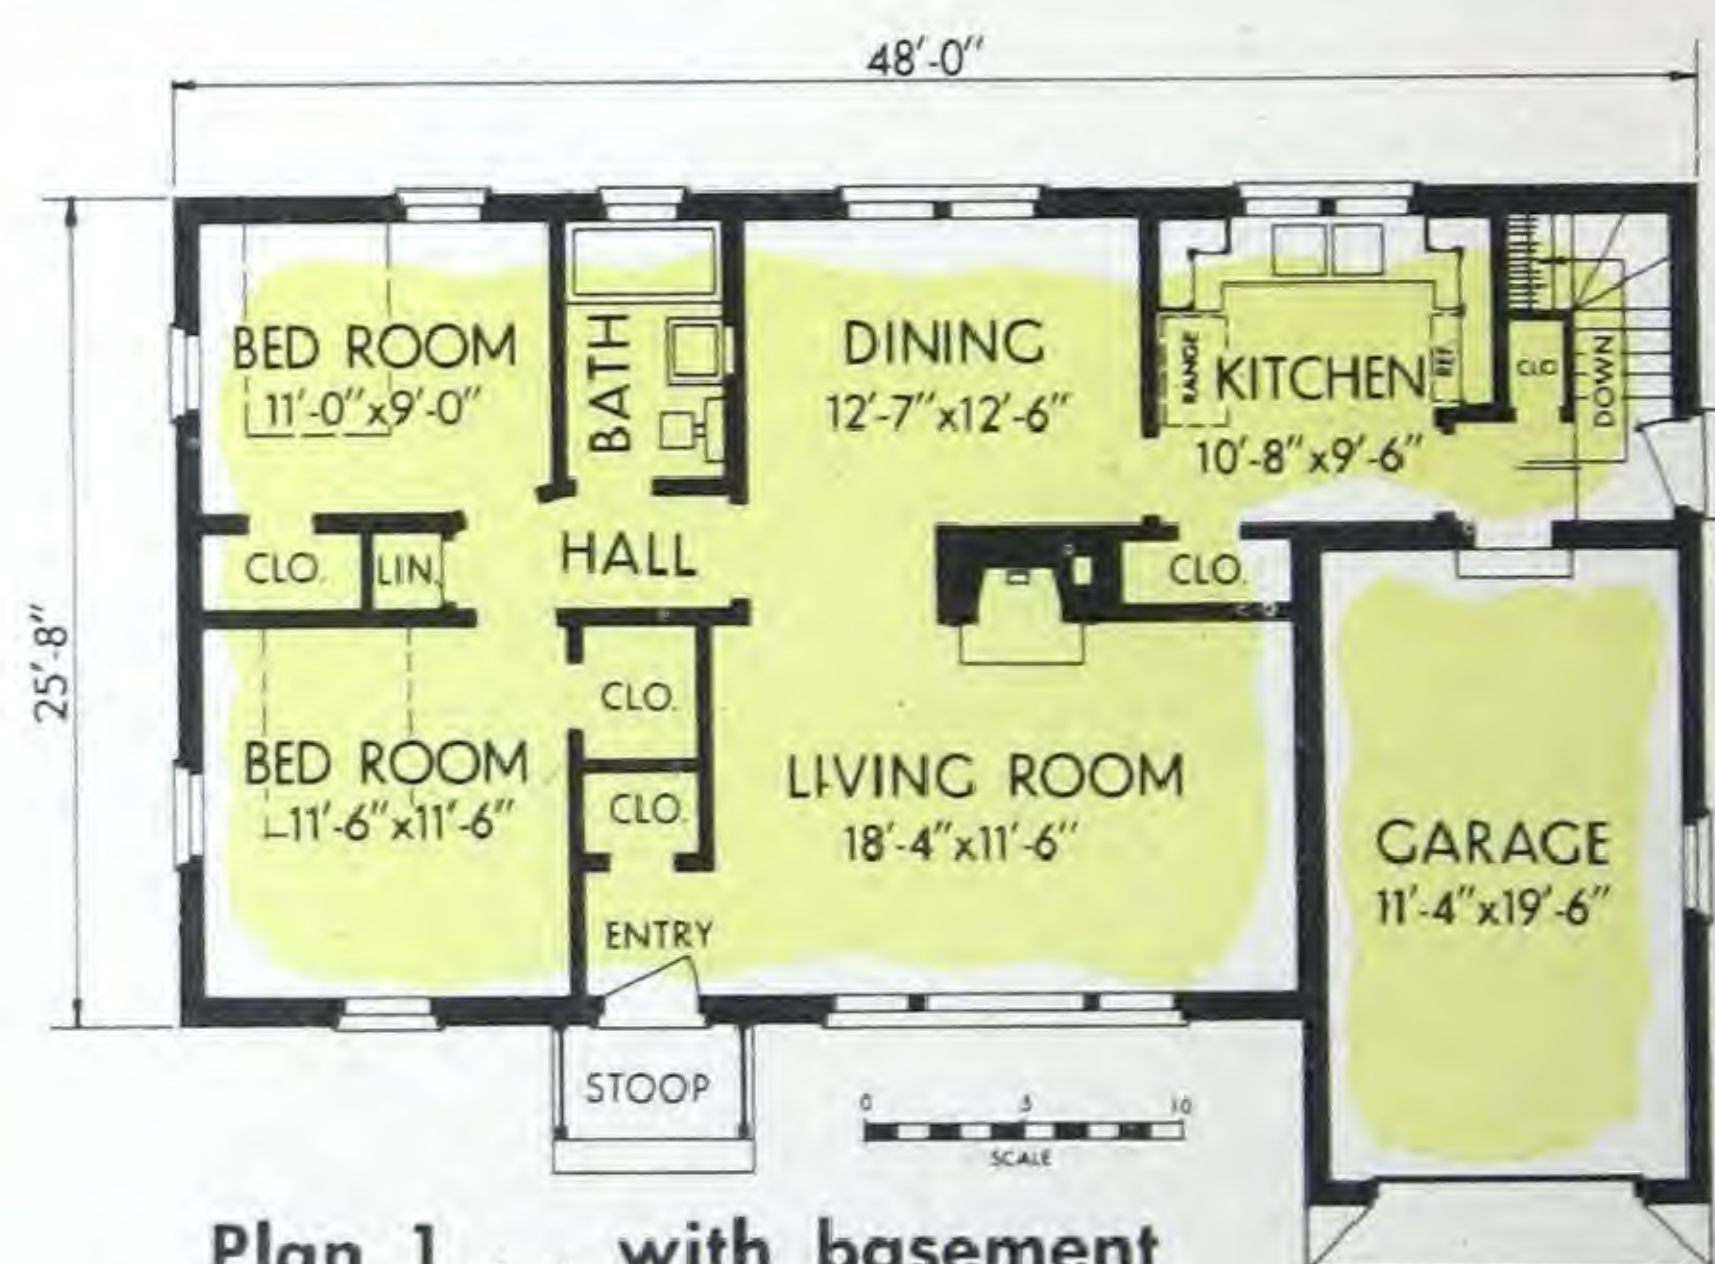 48'-0"
25'-8"
BED ROOM
11'-0"x9'-0"
BATH
DINING
12'-7"x12'-6"
RANGE
KITCHEN
10'-8"x9'-6"
REF.
CLO
DOWN
CLO.
LIN.
HALL
CLO.
CLO.
BED ROOM
11'-6"x11'-6"
CLO.
LIVING ROOM
18'-4"x11'-6"
GARAGE
11'-4"x19'-6"
ENTRY
STOOP
0 5 10
SCALE
Plan 1 . . . with basement